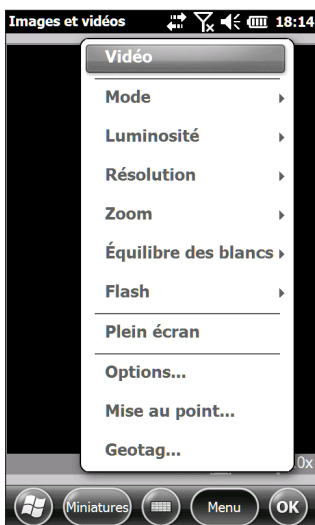 Images et vidéos 18:14
Vidéo
Mode
Luminosité
Résolution
Zoom
Équilibre des blancs
Flash
Plein écran
Options...
Mise au point...
Geotag...
.0x
Miniatures Menu OK